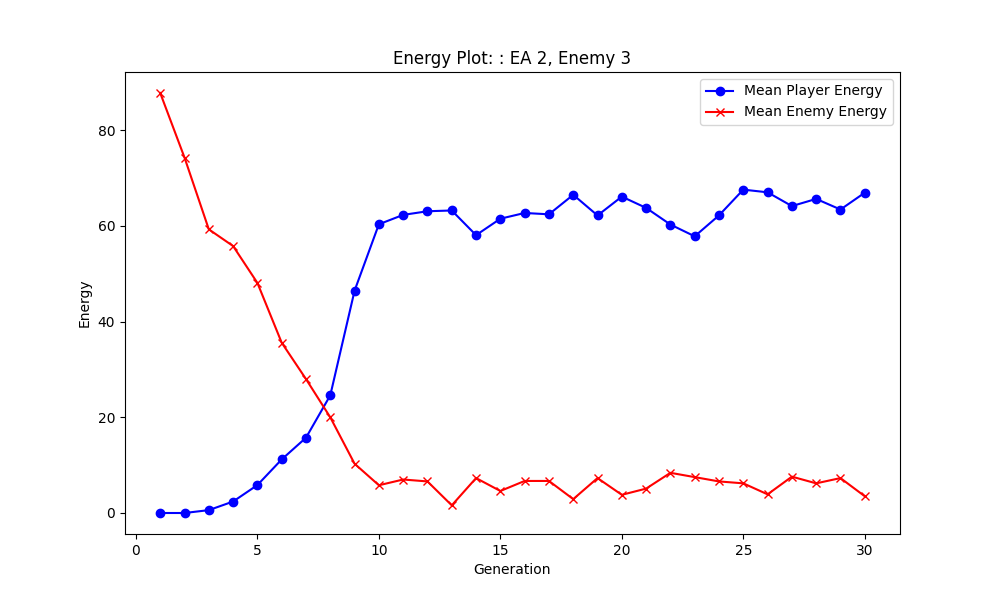 Energy Plot: : EA 2, Enemy 3
Mean Player Energy
Mean Enemy Energy
Energy
80
60
40
20
0
0 5 10 15 20 25 30
Generation